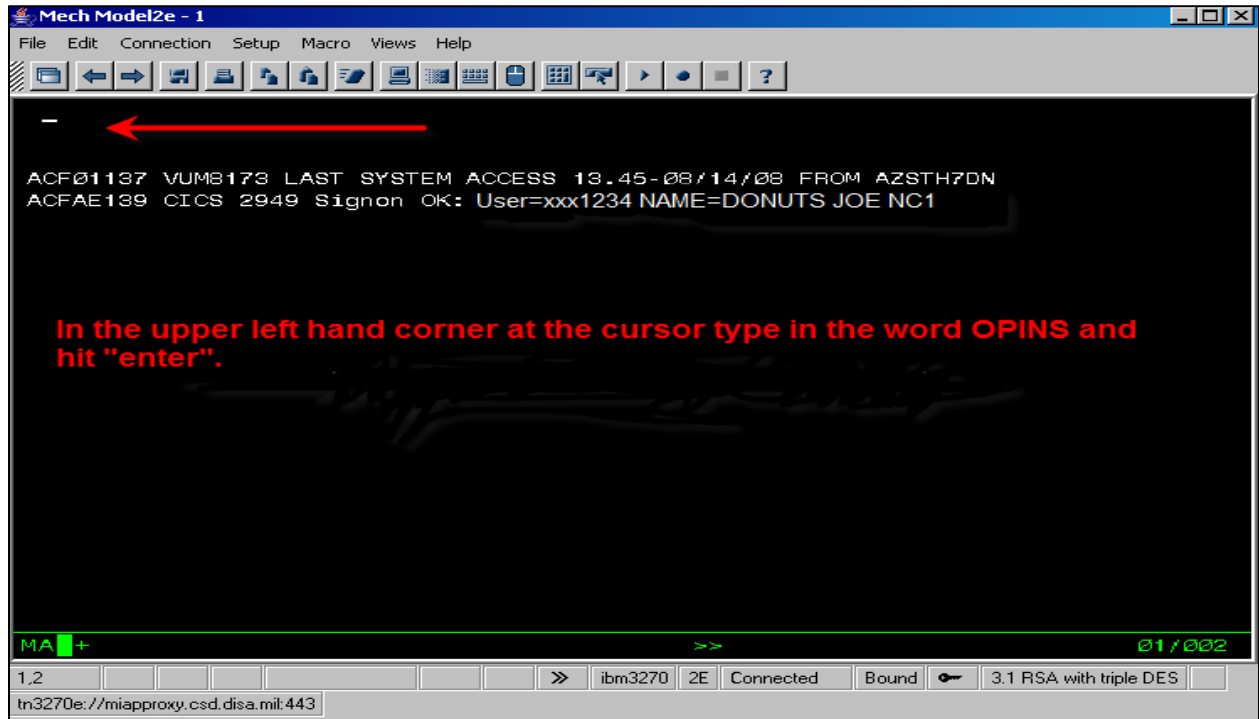 Mech Model2e - 1
File Edit Connection Setup Macro Views Help
ACFØ1137 VUM8173 LAST SYSTEM ACCESS 13.45-Ø8/14/Ø8 FROM AZSTH7DN
ACFAE139 CICS 2949 Signon OK: User=xxx1234 NAME=DONUTS JOE NC1
In the upper left hand corner at the cursor type in the word OPINS and
hit "enter".
MA + >> Ø1/ØØ2
1,2 ibm3270 2E Connected Bound 3.1 RSA with triple DES
tn3270e://miapproxy.csd.disa.mil:443